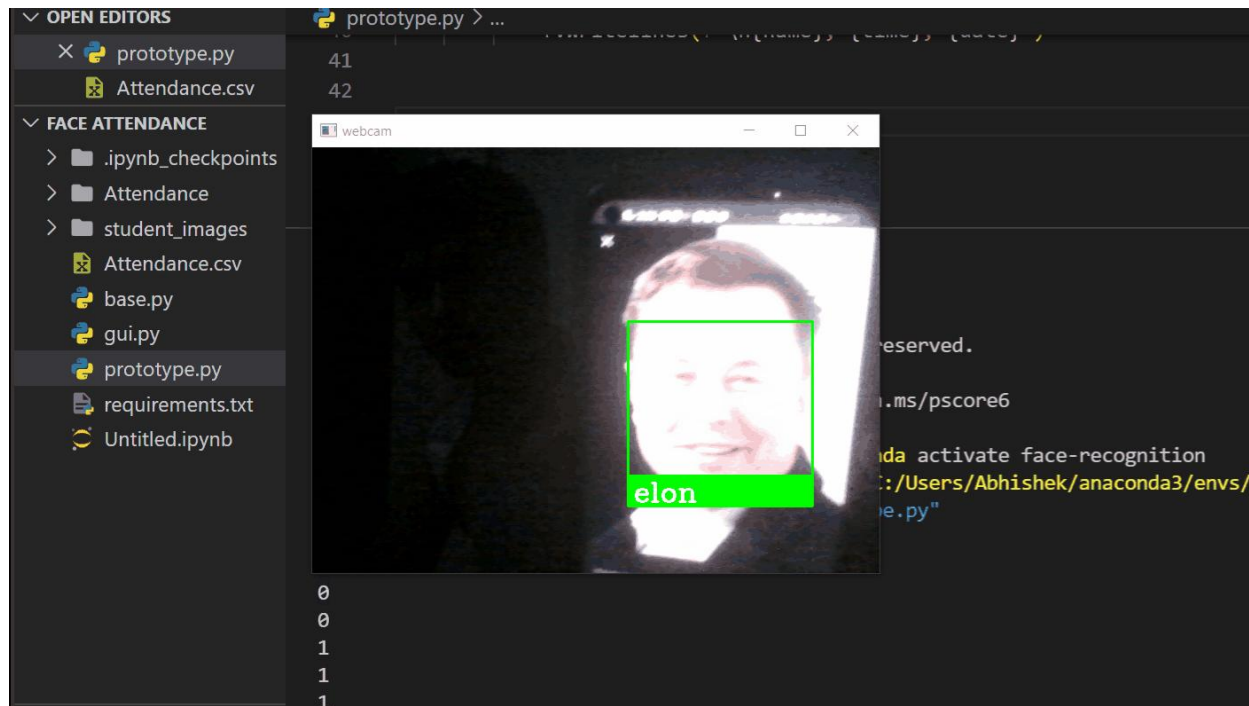 OPEN EDITORS
prototype.py
Attendance.csv
FACE ATTENDANCE
.ipynb_checkpoints
Attendance
student_images
Attendance.csv
base.py
gui.py
prototype.py
requirements.txt
Untitled.ipynb
prototype.py > ...
41
42
webcam
elon
eserved.
.ms/pscore6
nda activate face-recognition
:/Users/Abhishek/anaconda3/envs/
e.py"
0
0
1
1
1